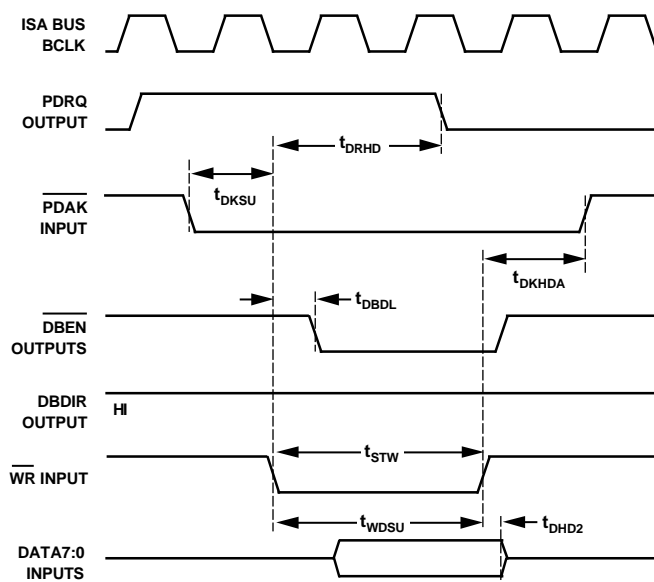 ISA BUS
BCLK
PDRQ
OUTPUT
tDRHD
tDKSU
PDAK
INPUT
tDKHDA
tDBDL
DBEN
OUTPUTS
DBDIR
OUTPUT
HI
tSTW
WR INPUT
tWDSU
tDHD2
DATA7:0
INPUTS